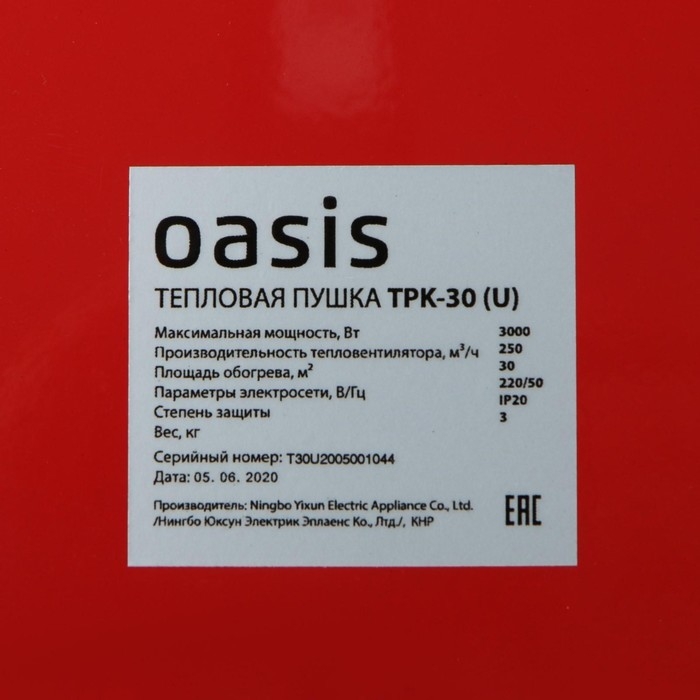 oasis
ТЕПЛОВАЯ ПУШКА TPK-30 (U)
Максимальная мощность, Вт 3000
Производительность тепловентилятора, м³/ч 250
Площадь обогрева, м² 30
Параметры электросети, В/Гц 220/50
Степень защиты IP20
Вес, кг 3
Серийный номер: T30U2005001044
Дата: 05. 06. 2020
Производитель: Ningbo Yixun Electric Appliance Co., Ltd.
/Нингбо Юксун Электрик Эплаенс Ко., Лтд./, КНР
EAC